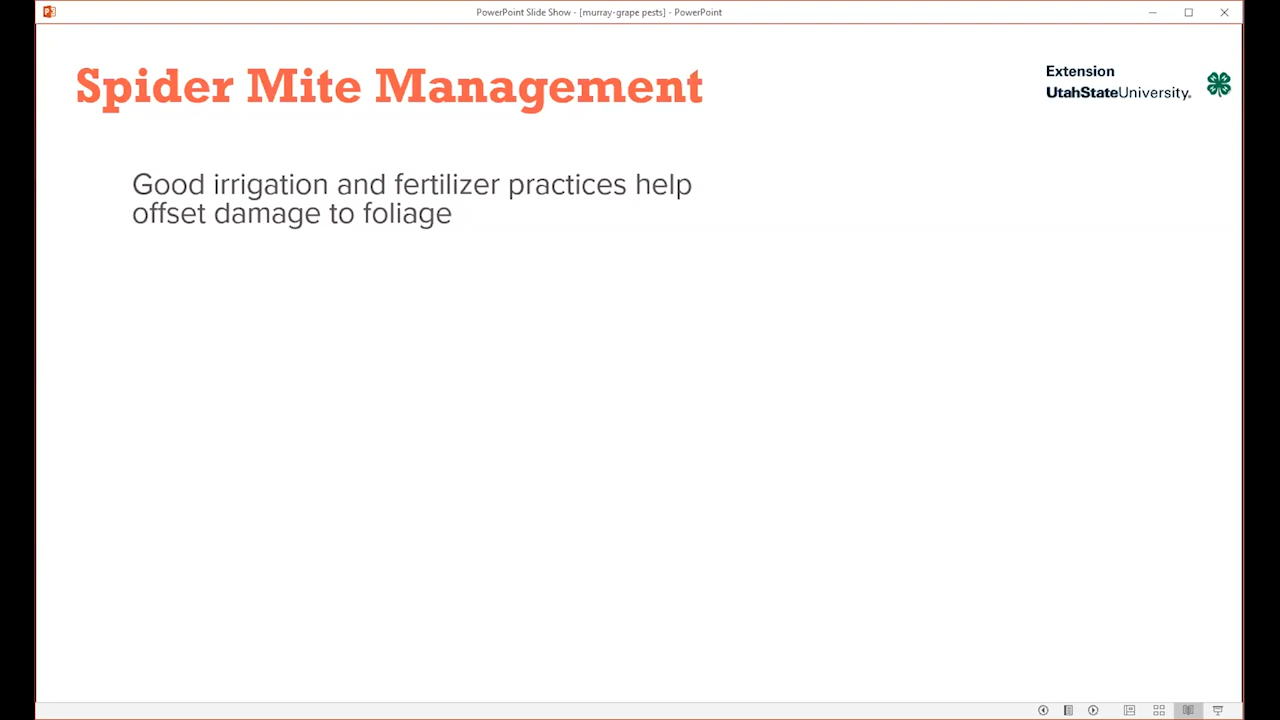 PowerPoint Slide Show - [murray-grape pests] - PowerPoint
Spider Mite Management
Extension
UtahStateUniversity®
Good irrigation and fertilizer practices help
offset damage to foliage